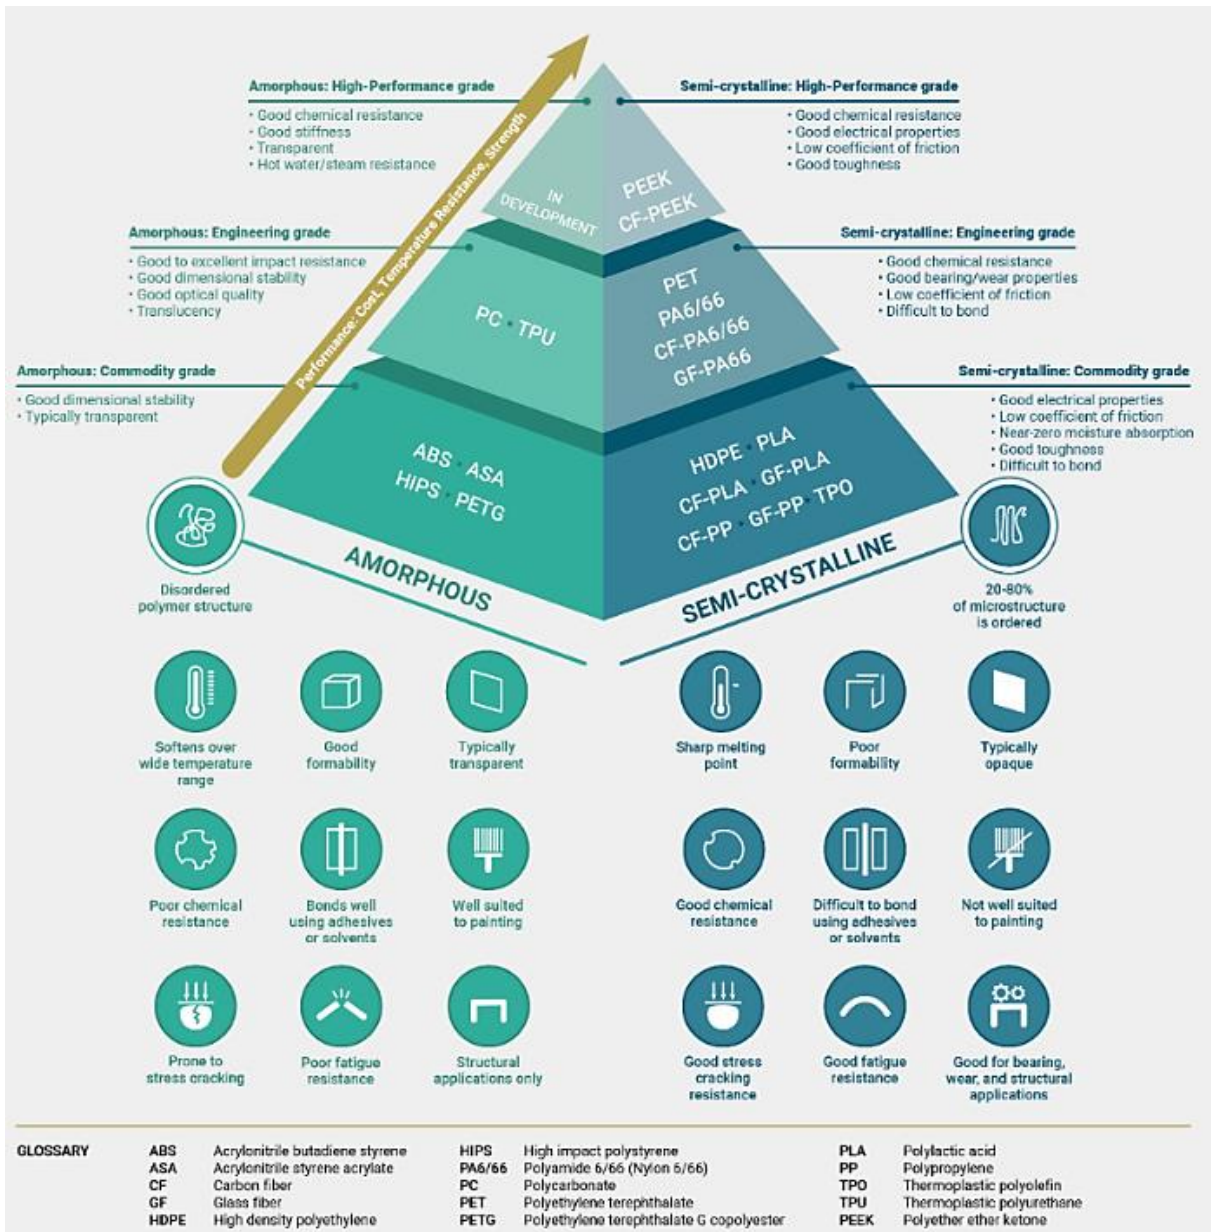 Amorphous: High-Performance grade
• Good chemical resistance
• Good stiffness
• Transparent
• Hot water/steam resistance
Semi-crystalline: High-Performance grade
• Good chemical resistance
• Good electrical properties
• Low coefficient of friction
• Good toughness
Performance: Cost, Temperature Resistance, Strength
IN
DEVELOPMENT
PEEK
CF-PEEK
Amorphous: Engineering grade
• Good to excellent impact resistance
• Good dimensional stability
• Good optical quality
• Translucency
Semi-crystalline: Engineering grade
• Good chemical resistance
• Good bearing/wear properties
• Low coefficient of friction
• Difficult to bond
PC • TPU
PET
PA6/66
CF-PA6/66
GF-PA66
Amorphous: Commodity grade
• Good dimensional stability
• Typically transparent
Semi-crystalline: Commodity grade
• Good electrical properties
• Low coefficient of friction
• Near-zero moisture absorption
• Good toughness
• Difficult to bond
ABS • ASA
HIPS • PETG
HDPE • PLA
CF-PLA • GF-PLA
CF-PP • GF-PP • TPO
AMORPHOUS
SEMI-CRYSTALLINE
Disordered
polymer structure
20-80%
of microstructure
is ordered
Softens over
wide temperature
range
Good
formability
Typically
transparent
Sharp melting
point
Poor
formability
Typically
opaque
Poor chemical
resistance
Bonds well
using adhesives
or solvents
Well suited
to painting
Good chemical
resistance
Difficult to bond
using adhesives
or solvents
Not well suited
to painting
Prone to
stress cracking
Poor fatigue
resistance
Structural
applications only
Good stress
cracking
resistance
Good fatigue
resistance
Good for bearing,
wear, and structural
applications
GLOSSARY
ABS Acrylonitrile butadiene styrene
ASA Acrylonitrile styrene acrylate
CF Carbon fiber
GF Glass fiber
HDPE High density polyethylene
HIPS High impact polystyrene
PA6/66 Polyamide 6/66 (Nylon 6/66)
PC Polycarbonate
PET Polyethylene terephthalate
PETG Polyethylene terephthalate G copolyester
PLA Polylactic acid
PP Polypropylene
TPO Thermoplastic polyolefin
TPU Thermoplastic polyurethane
PEEK Polyether ether ketone